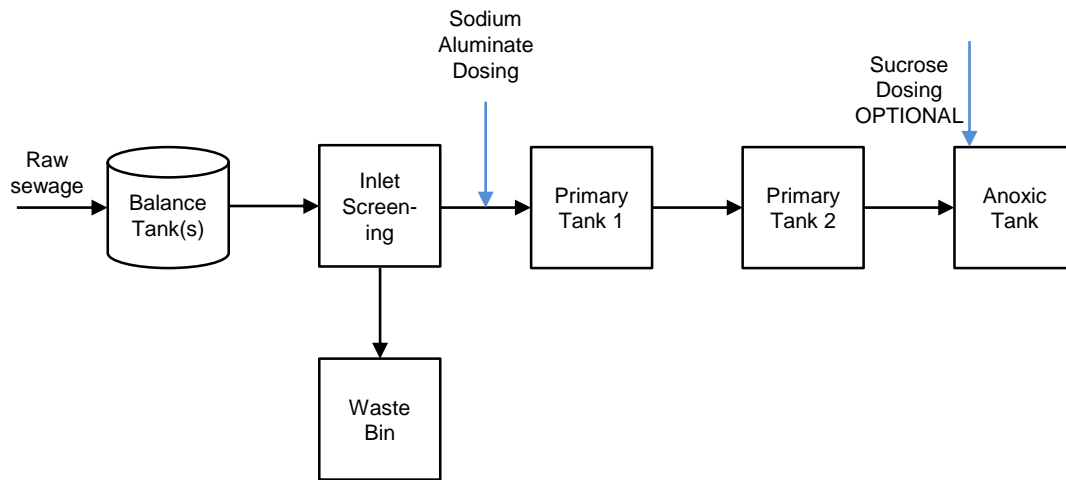 Sodium
Aluminate
Dosing
Sucrose
Dosing
OPTIONAL
Raw
sewage
Balance
Tank(s)
Inlet
Screen-
ing
Primary
Tank 1
Primary
Tank 2
Anoxic
Tank
Waste
Bin